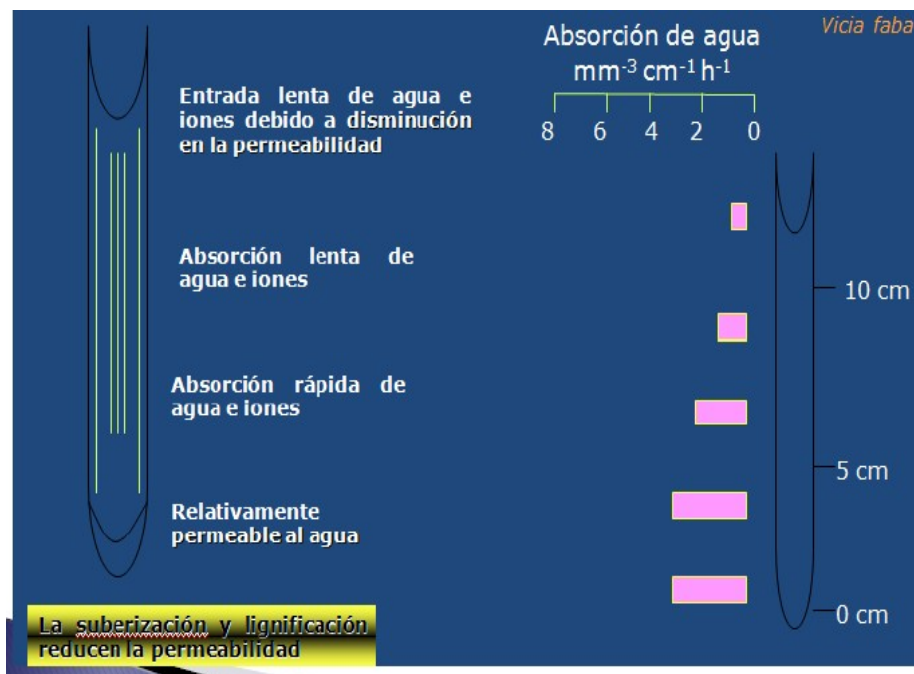 Vicia faba
Absorción de agua
mm-3 cm-1 h-1
8 6 4 2 0
Entrada lenta de agua e
iones debido a disminución
en la permeabilidad
Absorción lenta de
agua e iones
Absorción rápida de
agua e iones
Relativamente
permeable al agua
10 cm
5 cm
0 cm
La suberización y lignificación
reducen la permeabilidad